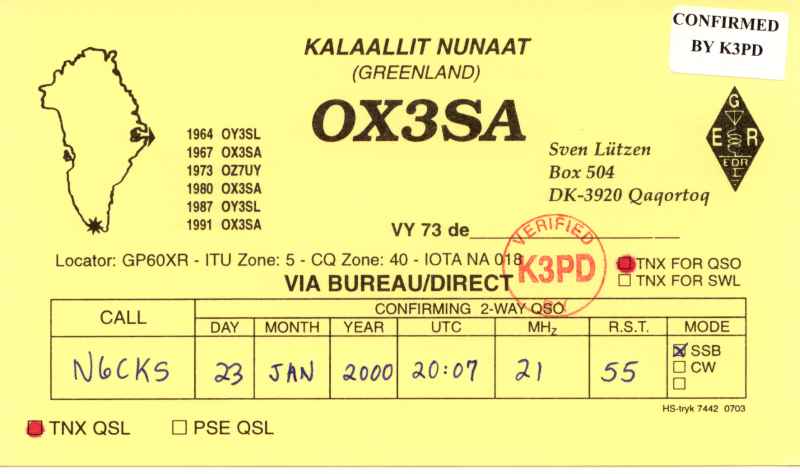 CONFIRMED
BY K3PD
KALAALLIT NUNAAT
(GREENLAND)
OX3SA
1964 OY3SL
1967 OX3SA
1973 OZ7UY
1980 OX3SA
1987 OY3SL
1991 OX3SA
G
E R
EDR
I
Sven Lützen
Box 504
DK-3920 Qaqortoq
VY 73 de
VERIFIED
K3PD
BY
Locator: GP60XR - ITU Zone: 5 - CQ Zone: 40 - IOTA NA 018
TNX FOR QSO
TNX FOR SWL
VIA BUREAU/DIRECT
CALL
CONFIRMING 2-WAY QSO
DAY MONTH YEAR UTC MHz R.S.T. MODE
N6CKS 23 JAN 2000 20:07 21 55
SSB
CW
HS-tryk 7442 0703
TNX QSL PSE QSL